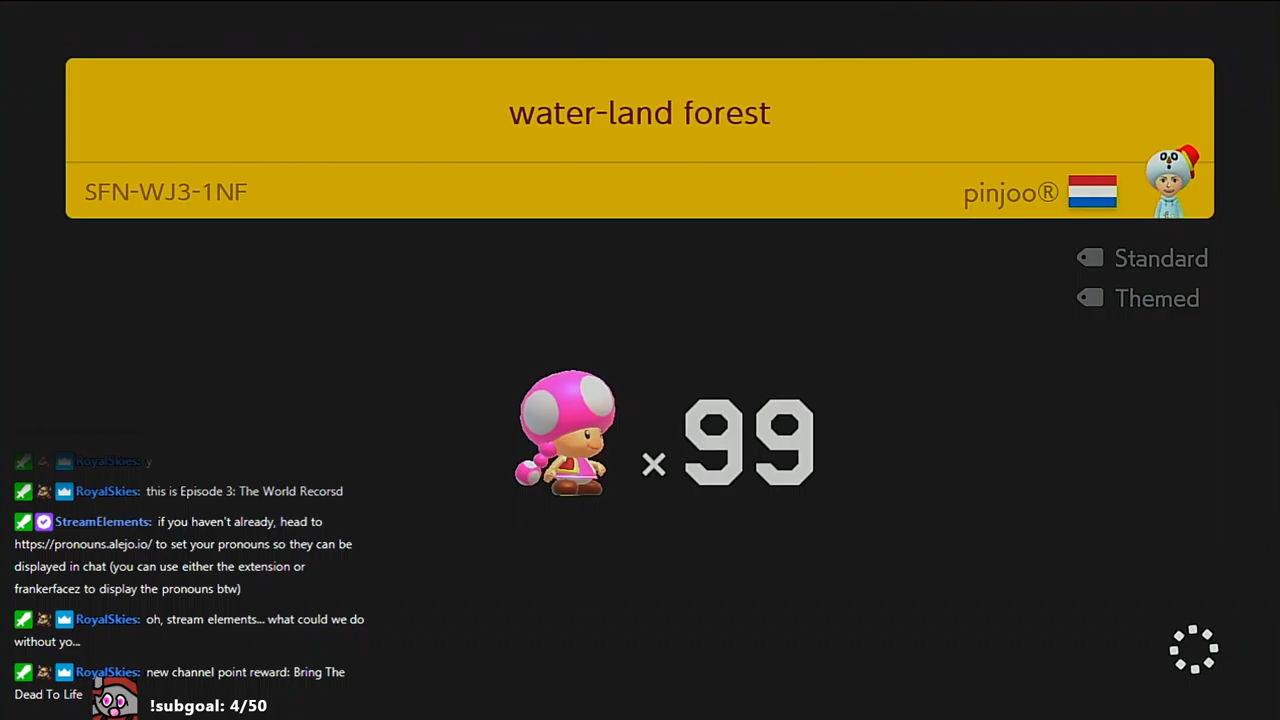 water-land forest
SFN-WJ3-1NF
pinjoo®
Standard
Themed
× 99
RoyalSkies: y
RoyalSkies: this is Episode 3: The World Recorsd
StreamElements: if you haven't already, head to
https://pronouns.alejo.io/ to set your pronouns so they can be
displayed in chat (you can use either the extension or
frankerfacez to display the pronouns btw)
RoyalSkies: oh, stream elements... what could we do
without yo...
RoyalSkies: new channel point reward: Bring The
Dead To Life
!subgoal: 4/50